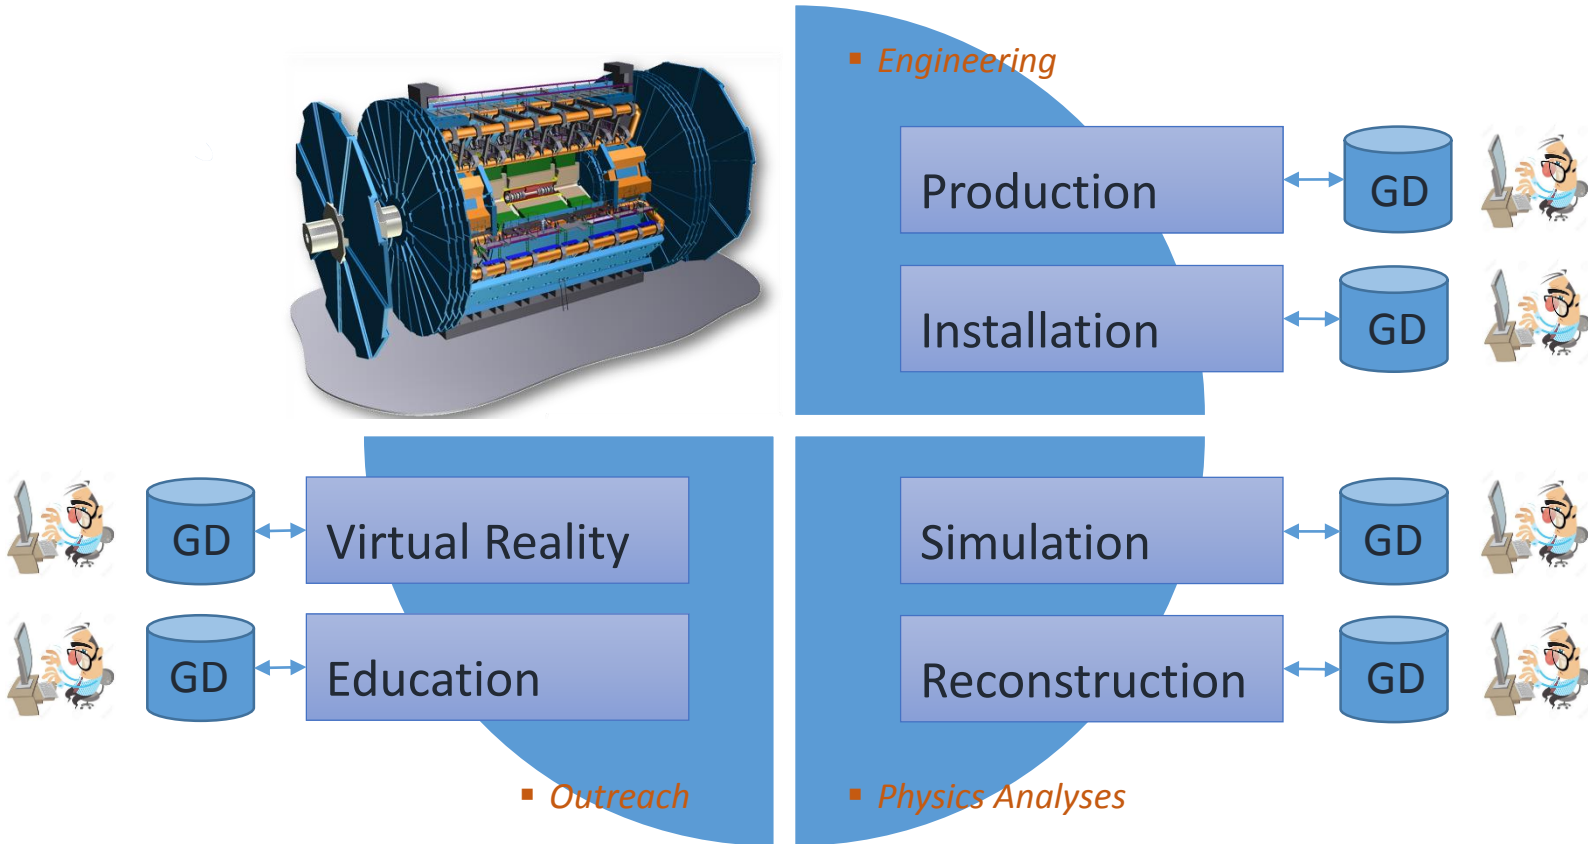 ▪ Engineering
Production
GD
Installation
GD
GD
Virtual Reality
Simulation
GD
GD
Education
Reconstruction
GD
▪ Outreach
▪ Physics Analyses